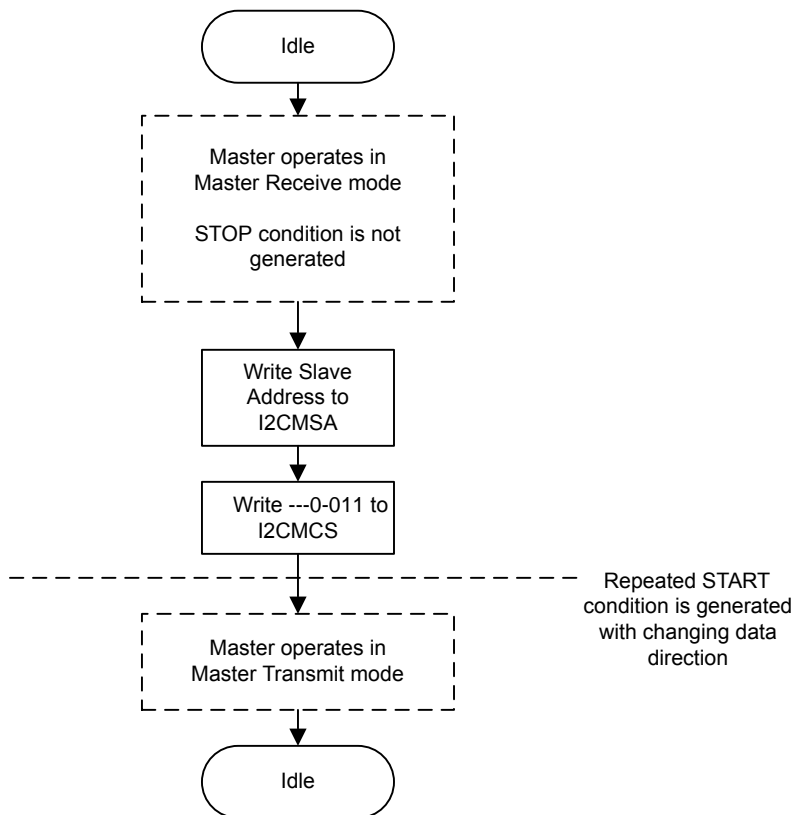 Idle
Master operates in
Master Receive mode
STOP condition is not
generated
Write Slave
Address to
I2CMSA
Write ---0-011 to
I2CMCS
Repeated START
condition is generated
with changing data
direction
Master operates in
Master Transmit mode
Idle